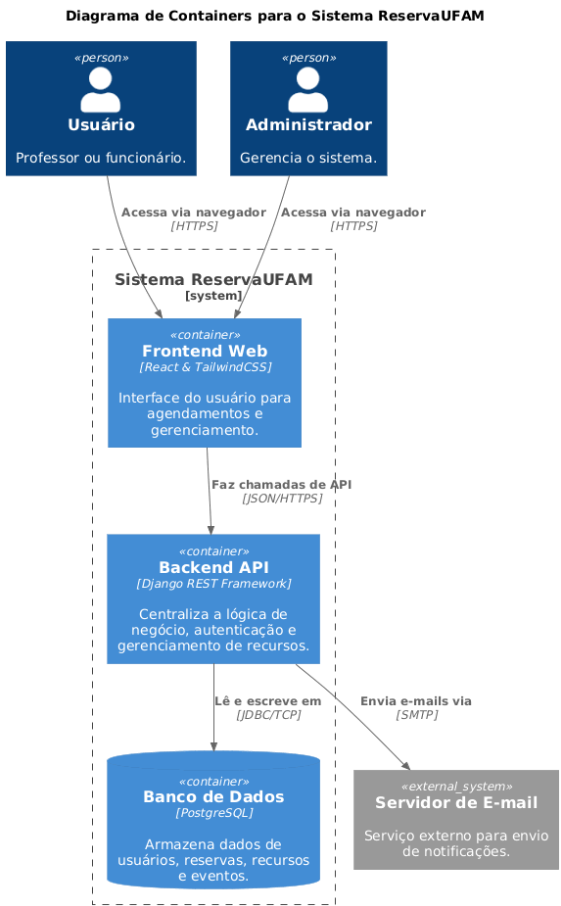 Diagrama de Containers para o Sistema ReservaUFAM
«person»
Usuário
Professor ou funcionário.
«person»
Administrador
Gerencia o sistema.
Acessa via navegador
[HTTPS]
Acessa via navegador
[HTTPS]
Sistema ReservaUFAM
[system]
«container»
Frontend Web
[React & TailwindCSS]
Interface do usuário para
agendamentos e
gerenciamento.
Faz chamadas de API
[JSON/HTTPS]
«container»
Backend API
[Django REST Framework]
Centraliza a lógica de
negócio, autenticação e
gerenciamento de recursos.
Lê e escreve em
[JDBC/TCP]
Envia e-mails via
[SMTP]
«container»
Banco de Dados
[PostgreSQL]
Armazena dados de
usuários, reservas, recursos
e eventos.
«external_system»
Servidor de E-mail
Serviço externo para envio
de notificações.